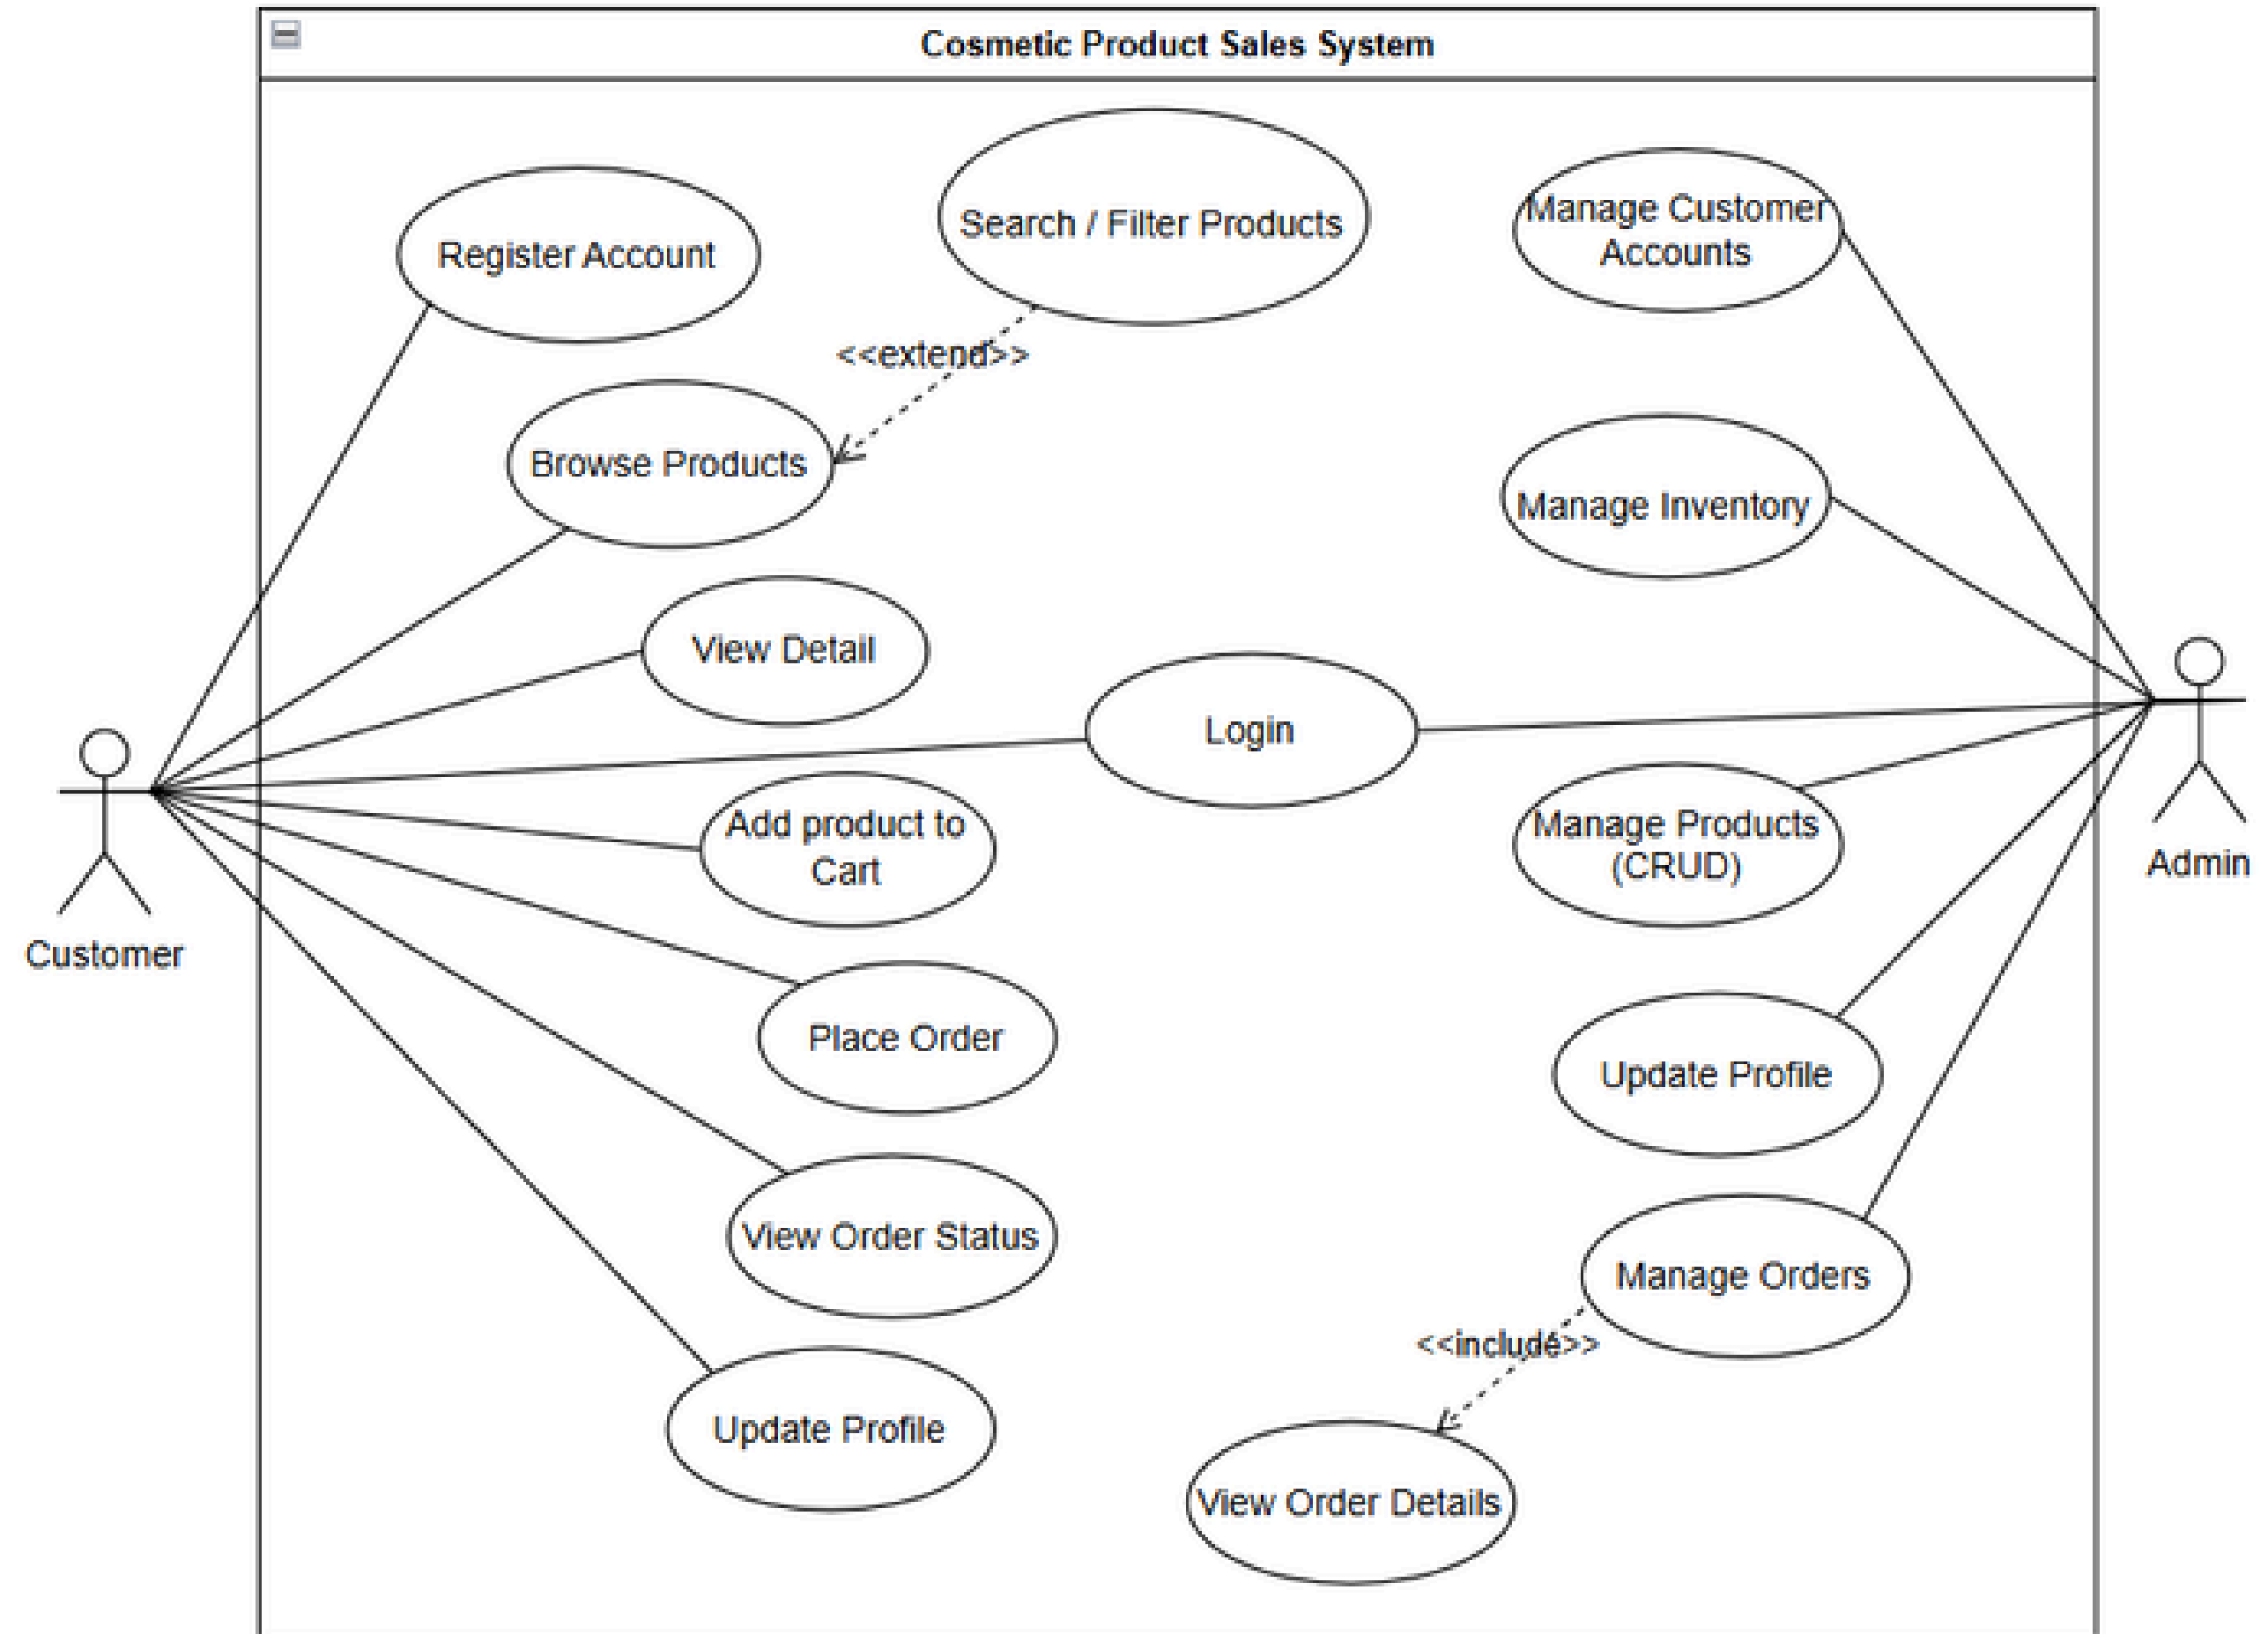 Cosmetic Product Sales System
Search / Filter Products
Manage Customer
Accounts
Register Account
<<extend>>
Browse Products
Manage Inventory
View Detail
Login
Add product to
Cart
Manage Products
(CRUD)
Admin
Customer
Place Order
Update Profile
View Order Status
Manage Orders
<<include>>
Update Profile
View Order Details